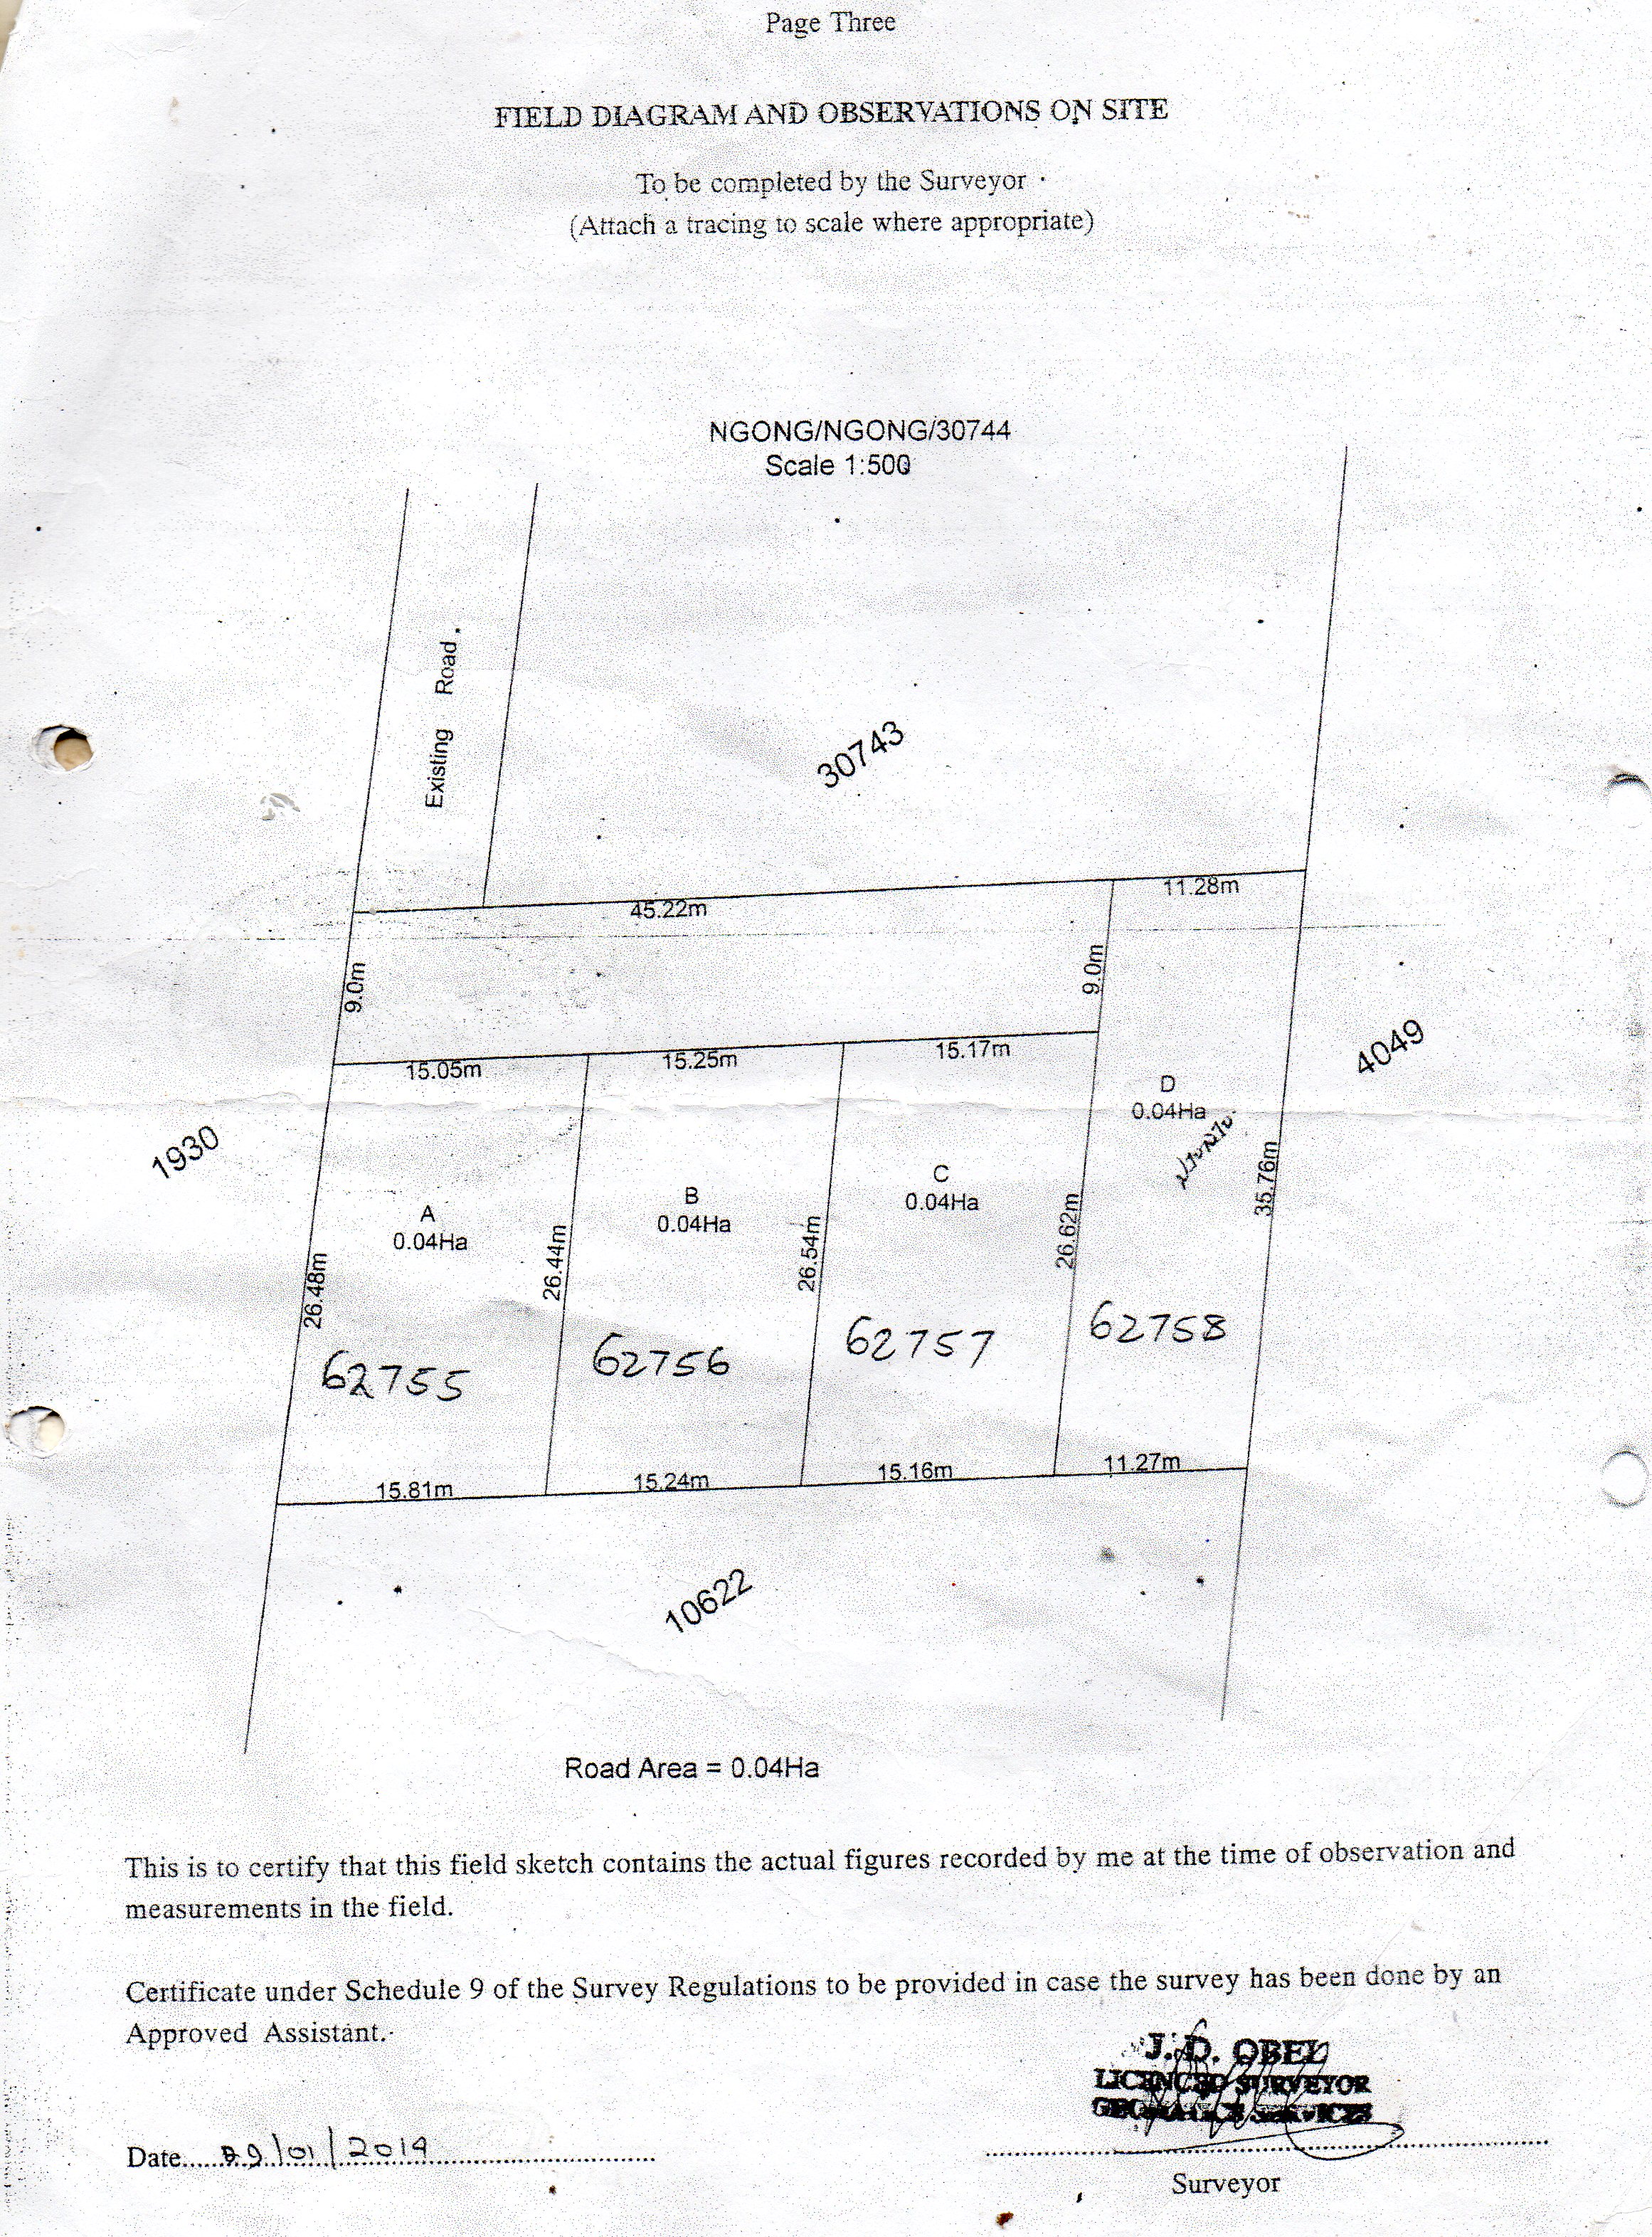 Page Three
FIELD DIAGRAM AND OBSERVATIONS ON SITE
To be completed by the Surveyor
(Attach a tracing to scale where appropriate)
NGONG/NGONG/30744
Scale 1:500
Existing Road
30743
45.22m
11.28m
9.0m
9.0m
15.05m
15.25m
15.17m
4049
1930
D
0.04Ha
35.76m
C
0.04Ha
B
0.04Ha
A
0.04Ha
26.48m
26.44m
26.54m
26.62m
62755
62756
62757
62758
15.81m
15.24m
15.16m
11.27m
10622
Road Area = 0.04Ha
This is to certify that this field sketch contains the actual figures recorded by me at the time of observation and
measurements in the field.
Certificate under Schedule 9 of the Survey Regulations to be provided in case the survey has been done by an
Approved Assistant.
J. D. OBEL
LICENCED SURVEYOR
Date /01/2019
Surveyor